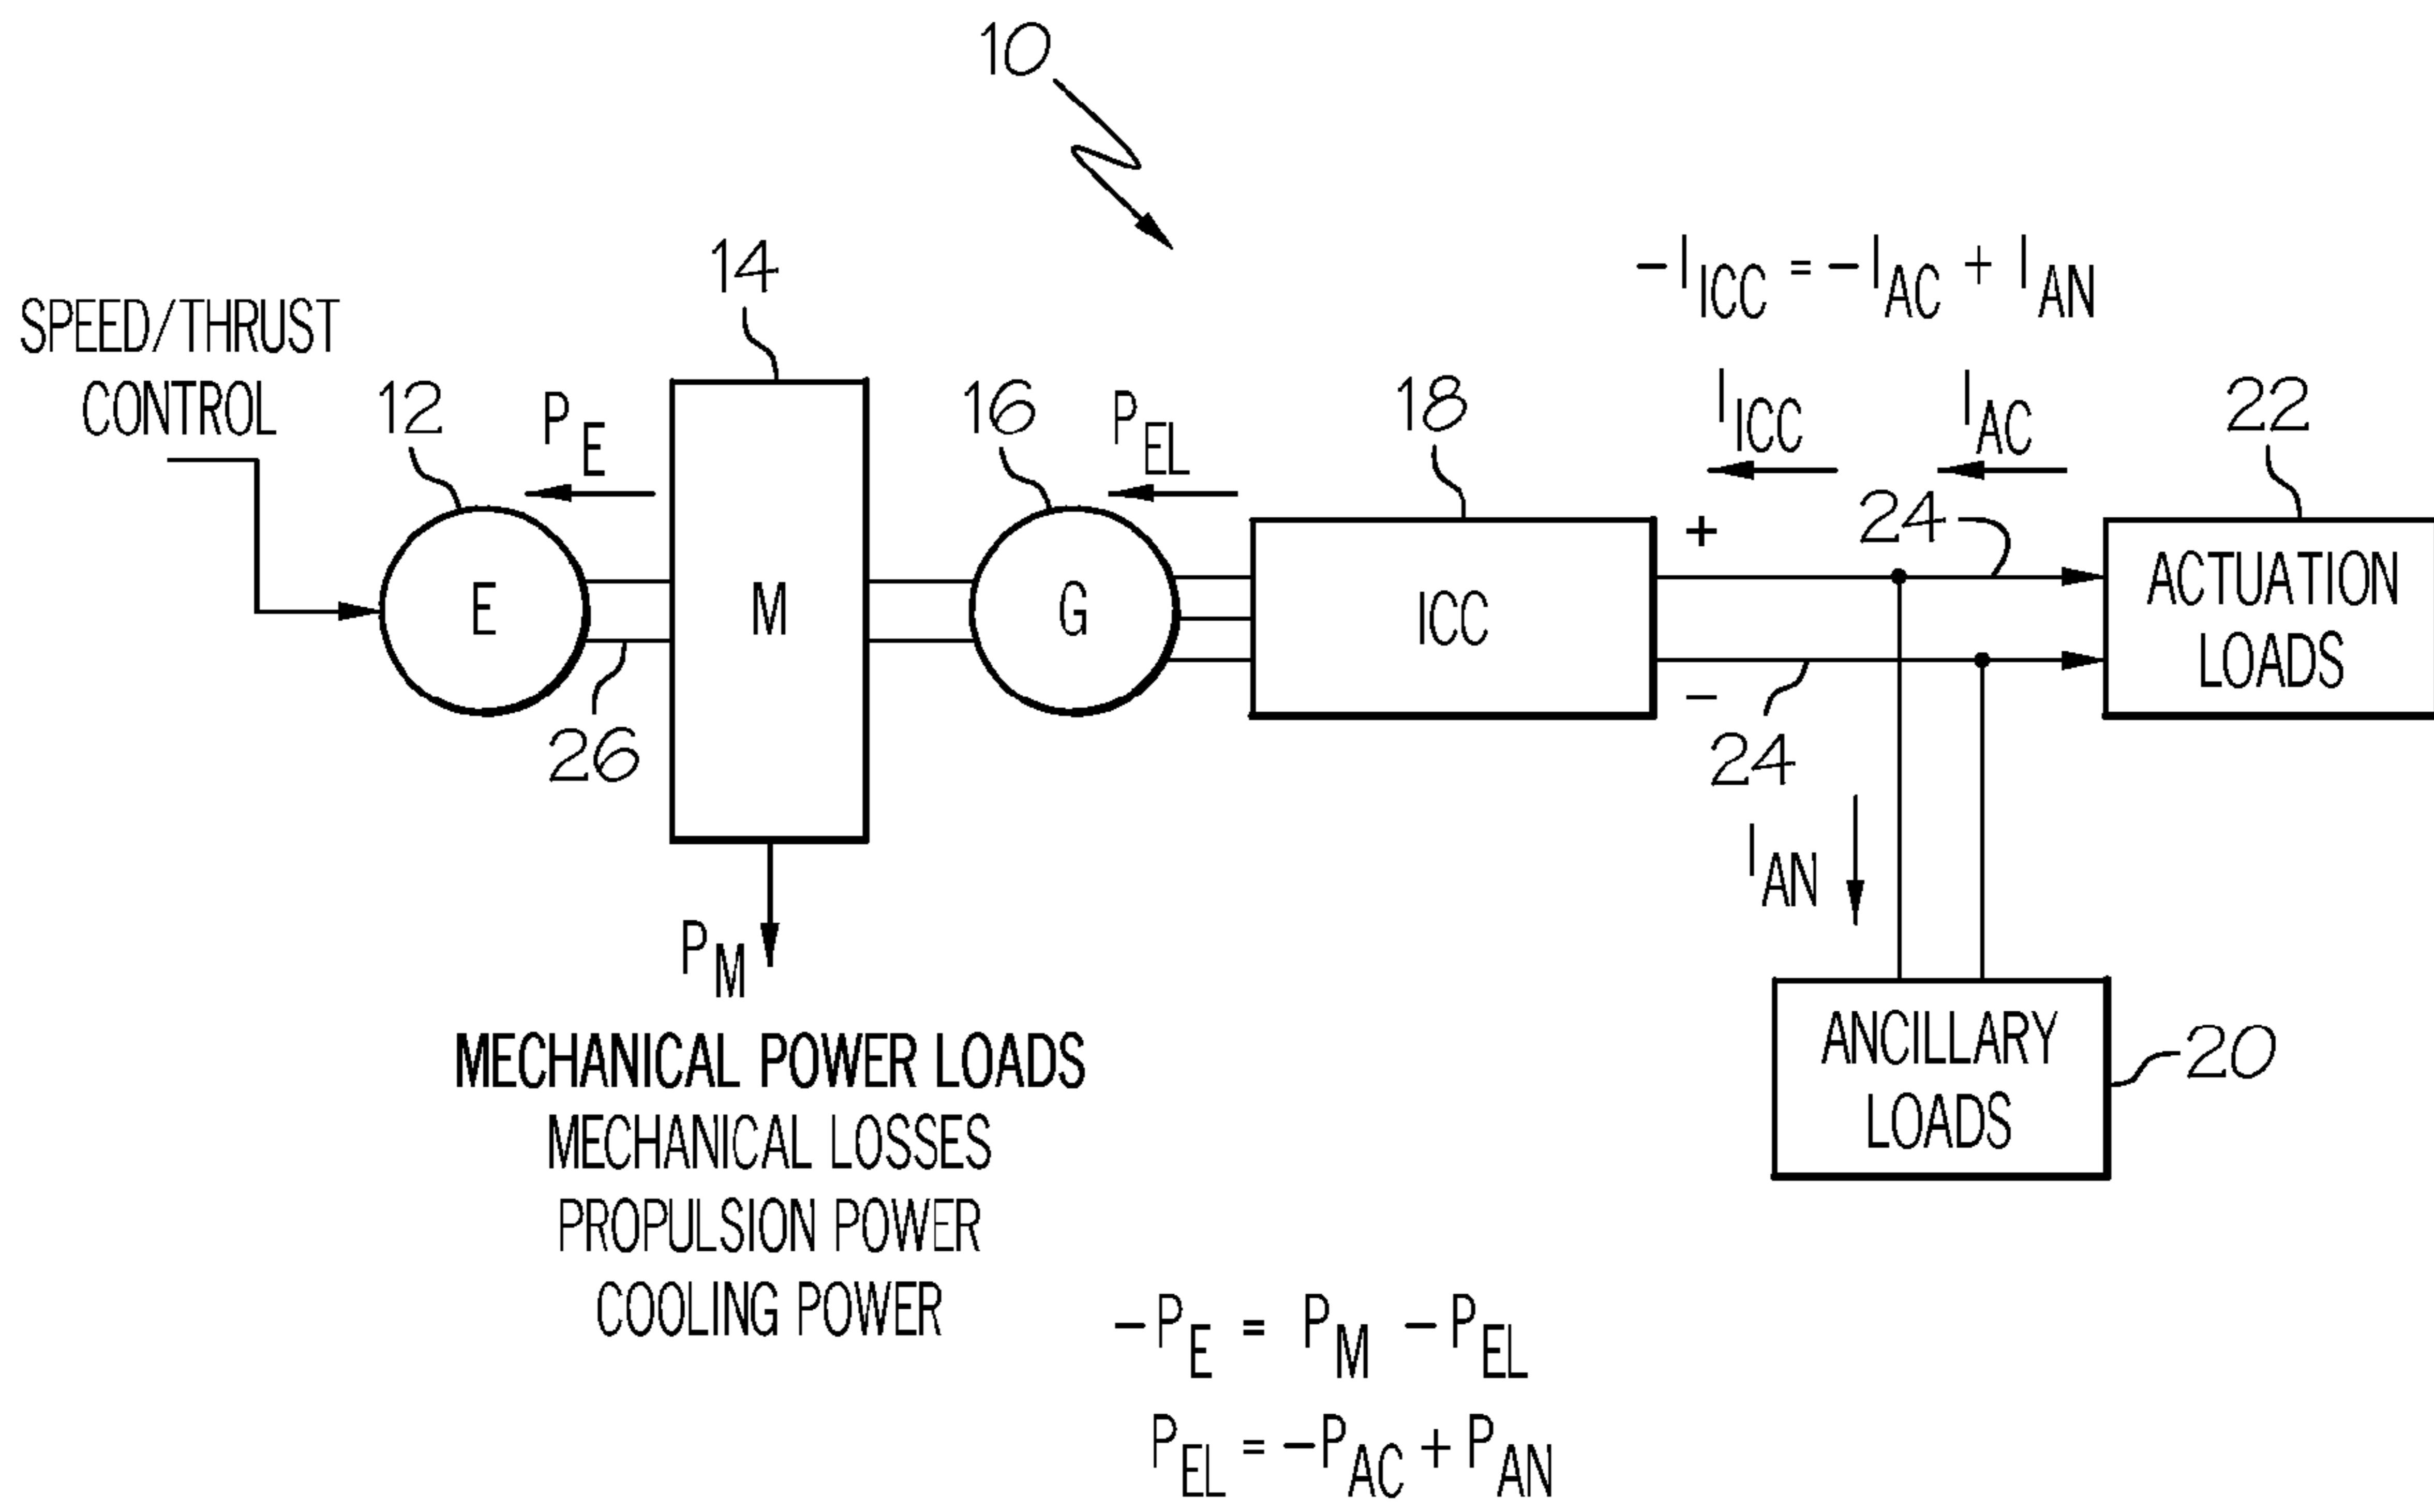 10
-I_ICC = -I_AC + I_AN
14
SPEED/THRUST
CONTROL
12
P_E
16
P_EL
18
I_ICC
I_AC
22
24
+
E
M
G
ICC
ACTUATION
LOADS
-
26
24
I_AN
P_M
MECHANICAL POWER LOADS
MECHANICAL LOSSES
PROPULSION POWER
COOLING POWER
ANCILLARY
LOADS
20
-P_E = P_M - P_EL
P_EL = -P_AC + P_AN